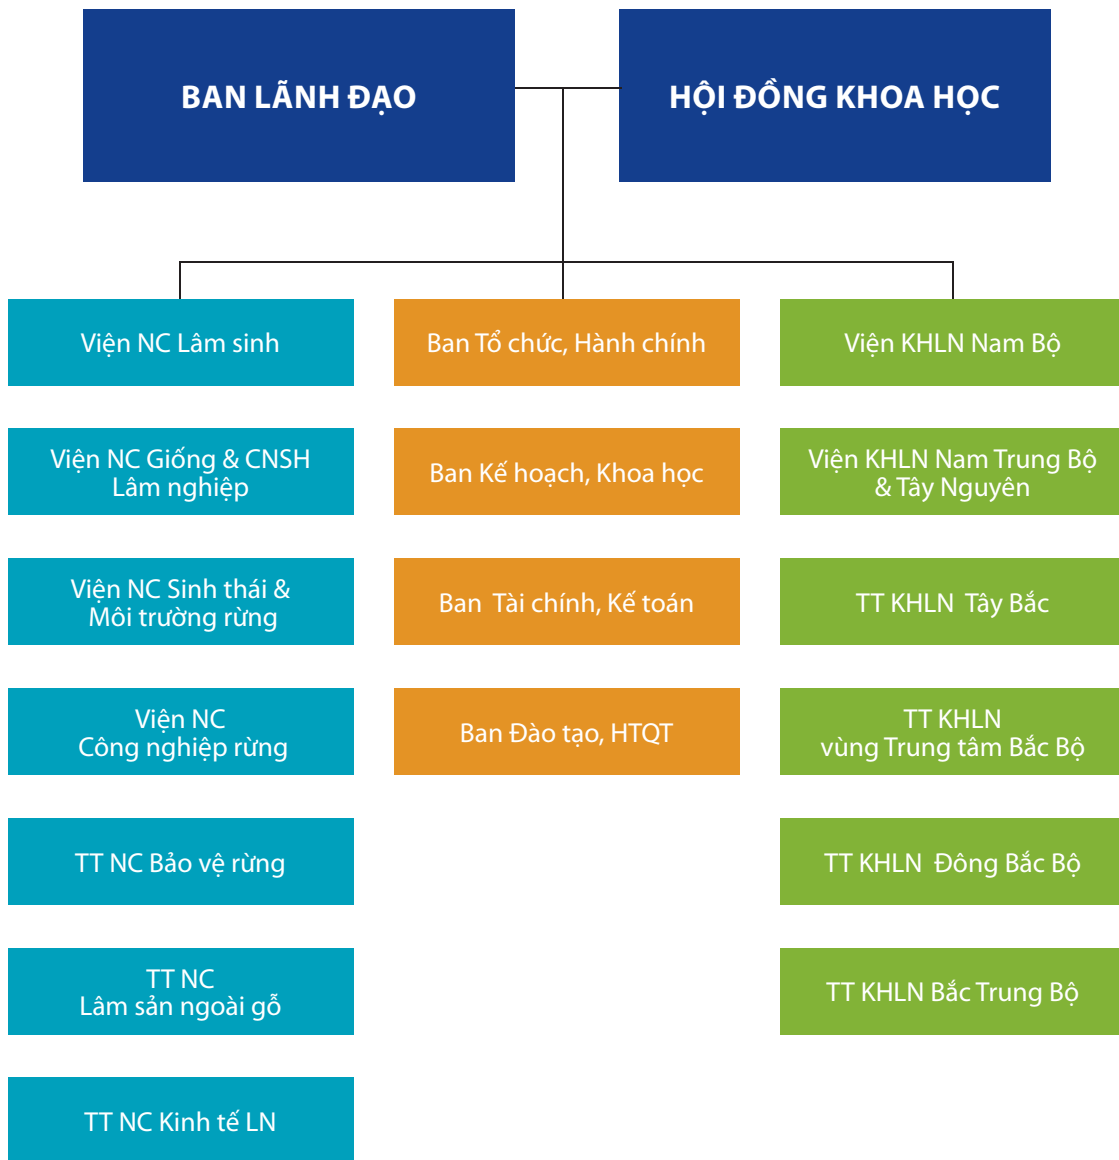 BAN LÃNH ĐẠO
HỘI ĐỒNG KHOA HỌC
Viện NC Lâm sinh
Ban Tổ chức, Hành chính
Viện KHLN Nam Bộ
Viện NC Giống & CNSH
Lâm nghiệp
Ban Kế hoạch, Khoa học
Viện KHLN Nam Trung Bộ
& Tây Nguyên
Viện NC Sinh thái &
Môi trường rừng
Ban Tài chính, Kế toán
TT KHLN Tây Bắc
Viện NC
Công nghiệp rừng
Ban Đào tạo, HTQT
TT KHLN
vùng Trung tâm Bắc Bộ
TT NC Bảo vệ rừng
TT KHLN Đông Bắc Bộ
TT NC
Lâm sản ngoài gỗ
TT KHLN Bắc Trung Bộ
TT NC Kinh tế LN